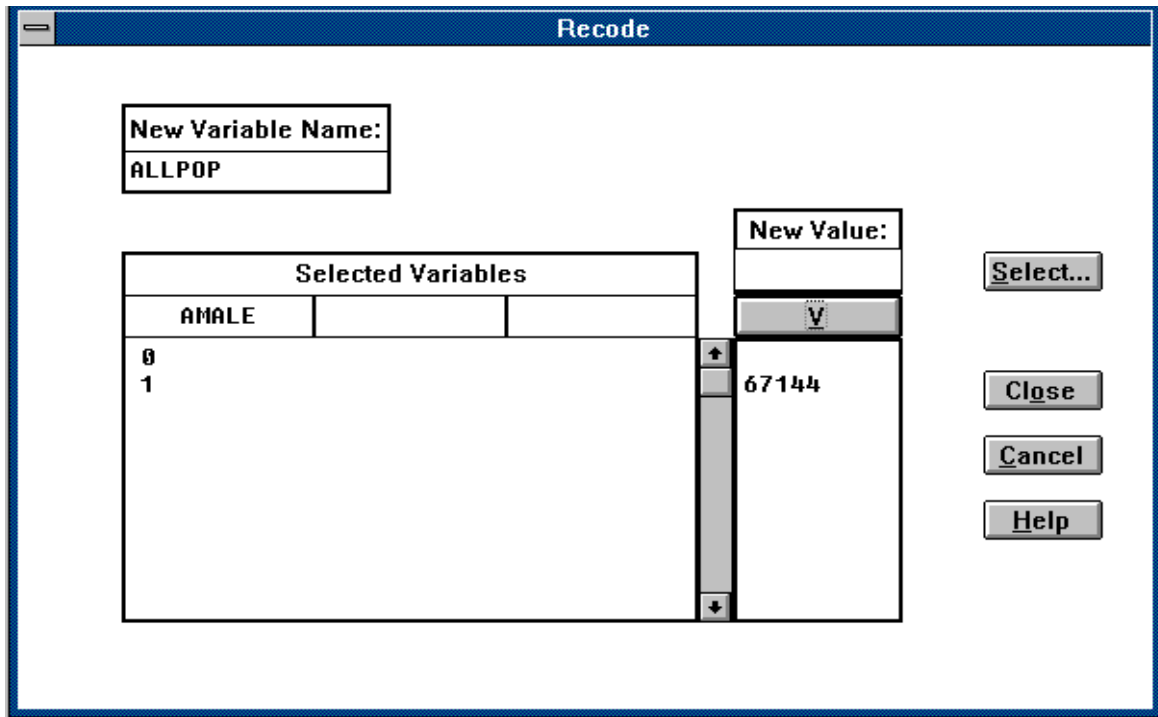 Recode
New Variable Name:
ALLPOP
New Value:
Selected Variables
Select...
AMALE
V
0
1 67144
Close
Cancel
Help